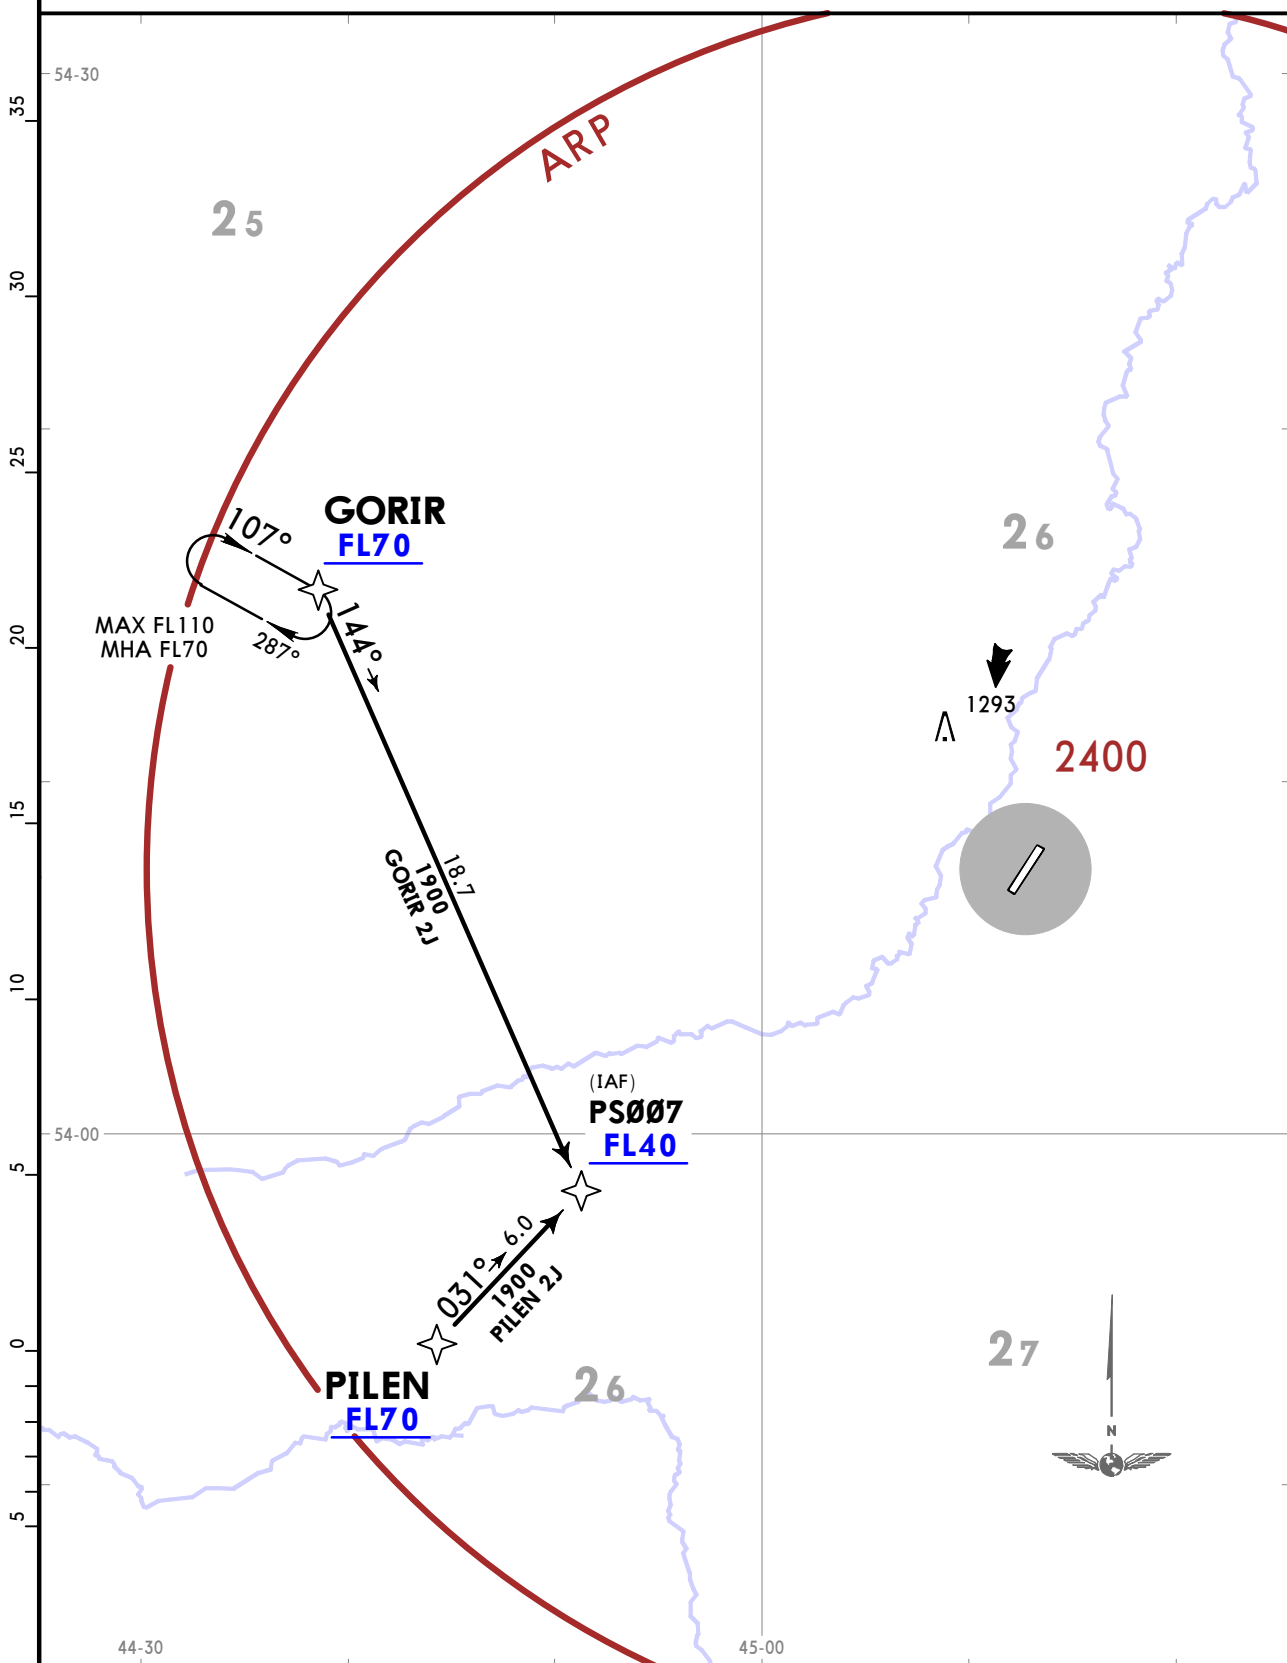 54-30
35
ARP
25
30
25
GORIR
FL70
107°
26
144°
MAX FL110
MHA FL70
287°
20
1293
2400
15
18.7
1900
GORIR 2J
10
(IAF)
PSØØ7
FL40
54-00
5
031°
6.0
1900
PILEN 2J
0
27
PILEN
FL70
26
N
5
44-30
45-00